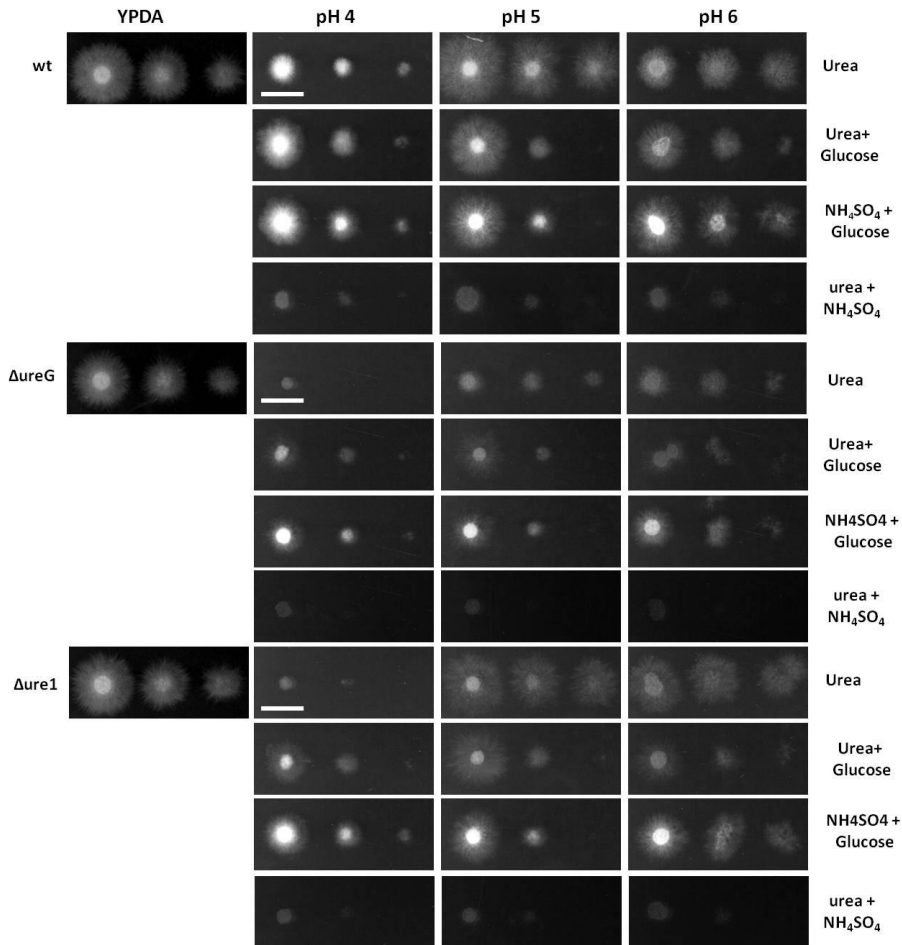 YPDA pH 4 pH 5 pH 6
wt
Urea
Urea+
Glucose
NH₄SO₄ +
Glucose
urea +
NH₄SO₄
ΔureG
Urea
Urea+
Glucose
NH4SO4 +
Glucose
urea +
NH₄SO₄
Δure1
Urea
Urea+
Glucose
NH4SO4 +
Glucose
urea +
NH₄SO₄